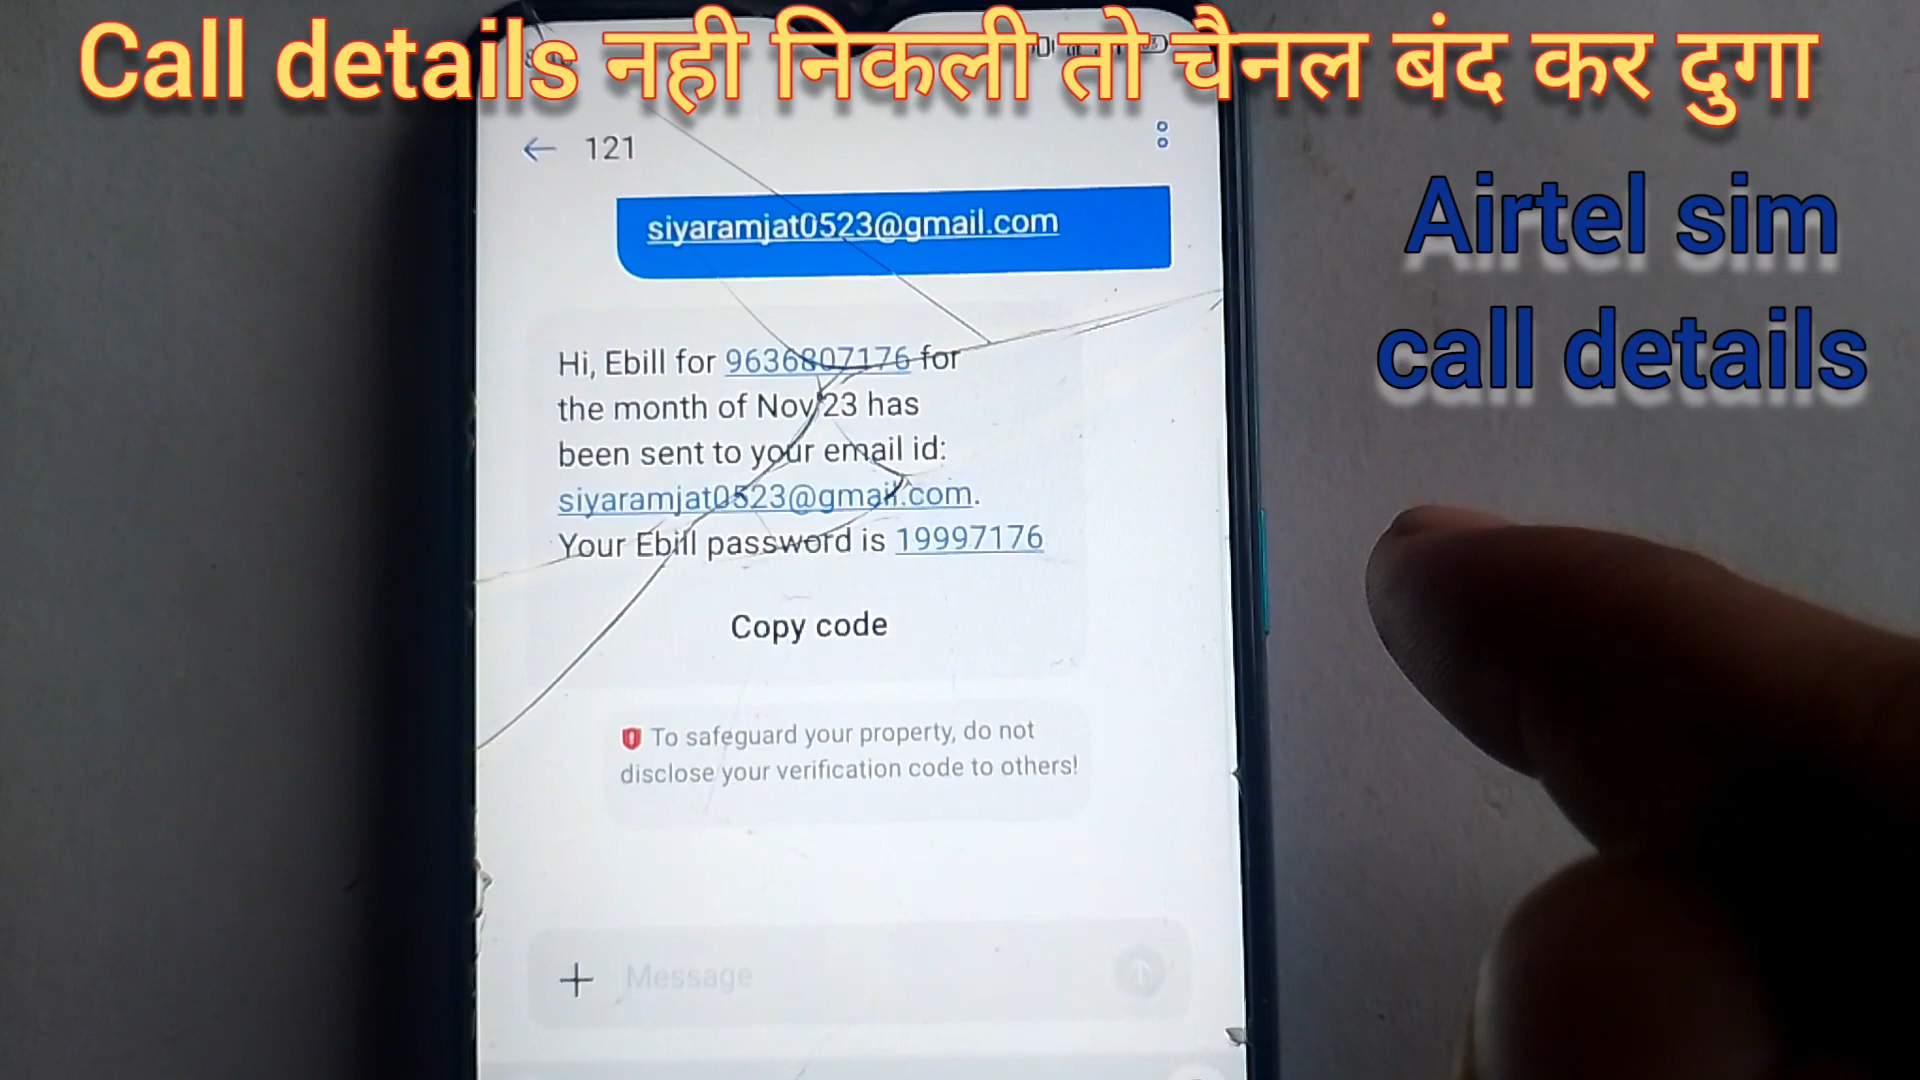 Call details नही निकली तो चैनल बंद कर दुगा
Airtel sim
call details
121
siyaramjat0523@gmail.com
Hi, Ebill for 9636807176 for
the month of Nov'23 has
been sent to your email id:
siyaramjat0523@gmail.com.
Your Ebill password is 19997176
Copy code
To safeguard your property, do not
disclose your verification code to others!
Message